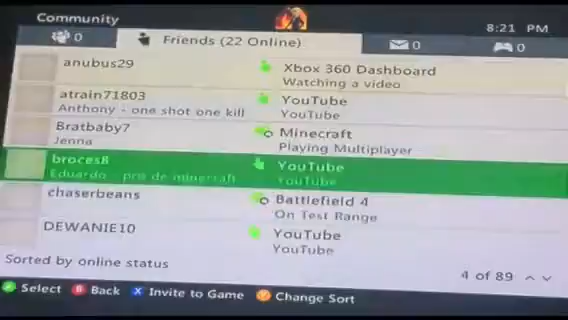 Community
8:21 PM
0
Friends (22 Online)
0
0
anubus29
Xbox 360 Dashboard
Watching a video
atrain71803
YouTube
Anthony - one shot one kill
YouTube
Bratbaby7
Minecraft
Jenna
Playing Multiplayer
broces8
YouTube
Eduardo - pro de minecraft
YouTube
chaserbeans
Battlefield 4
On Test Range
DEWANIE10
YouTube
YouTube
Sorted by online status
4 of 89
A Select B Back X Invite to Game Y Change Sort